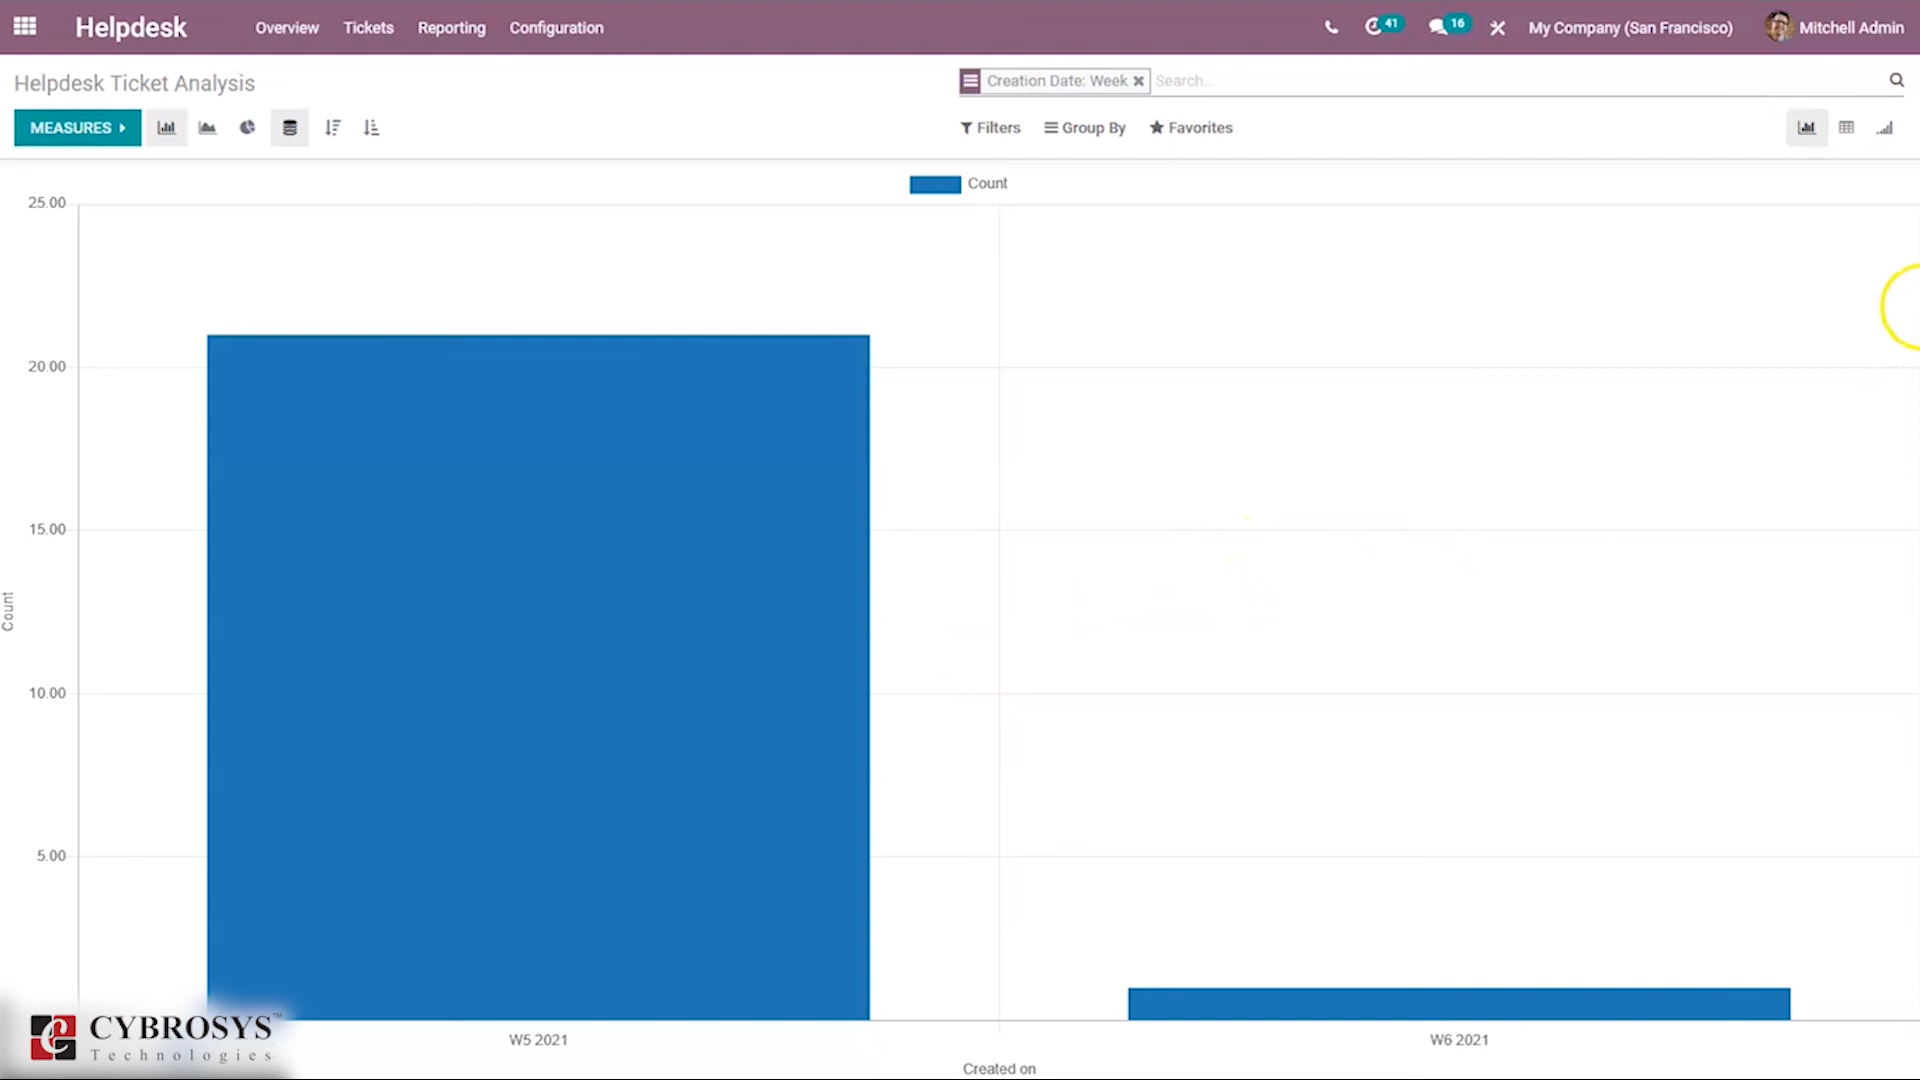 Helpdesk Overview Tickets Reporting Configuration 41 16 My Company (San Francisco) Mitchell Admin
Helpdesk Ticket Analysis
Creation Date: Week Search...
MEASURES
Filters Group By Favorites
Count
25.00
20.00
15.00
10.00
5.00
Count
W5 2021 W6 2021
Created on
CYBROSYS™
Technologies